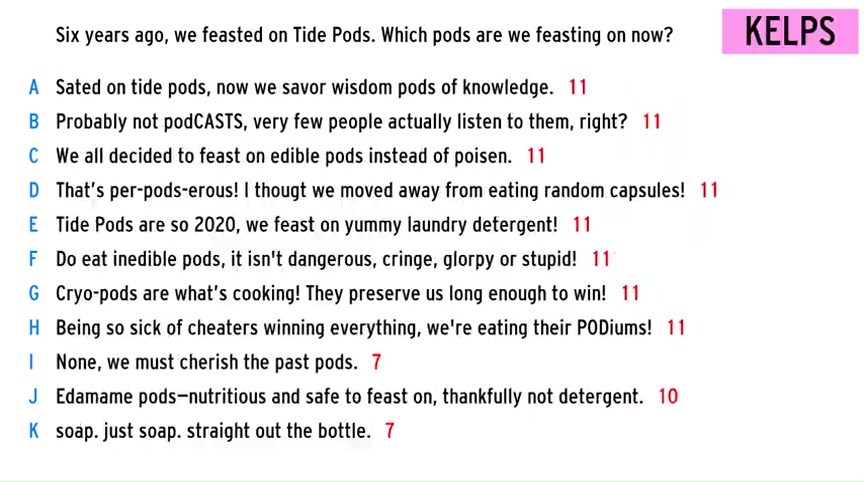 Six years ago, we feasted on Tide Pods. Which pods are we feasting on now?
KELPS
A Sated on tide pods, now we savor wisdom pods of knowledge. 11
B Probably not podCASTS, very few people actually listen to them, right? 11
C We all decided to feast on edible pods instead of poisen. 11
D That's per-pods-erous! I thougt we moved away from eating random capsules! 11
E Tide Pods are so 2020, we feast on yummy laundry detergent! 11
F Do eat inedible pods, it isn't dangerous, cringe, glorpy or stupid! 11
G Cryo-pods are what's cooking! They preserve us long enough to win! 11
H Being so sick of cheaters winning everything, we're eating their PODiums! 11
I None, we must cherish the past pods. 7
J Edamame pods—nutritious and safe to feast on, thankfully not detergent. 10
K soap. just soap. straight out the bottle. 7